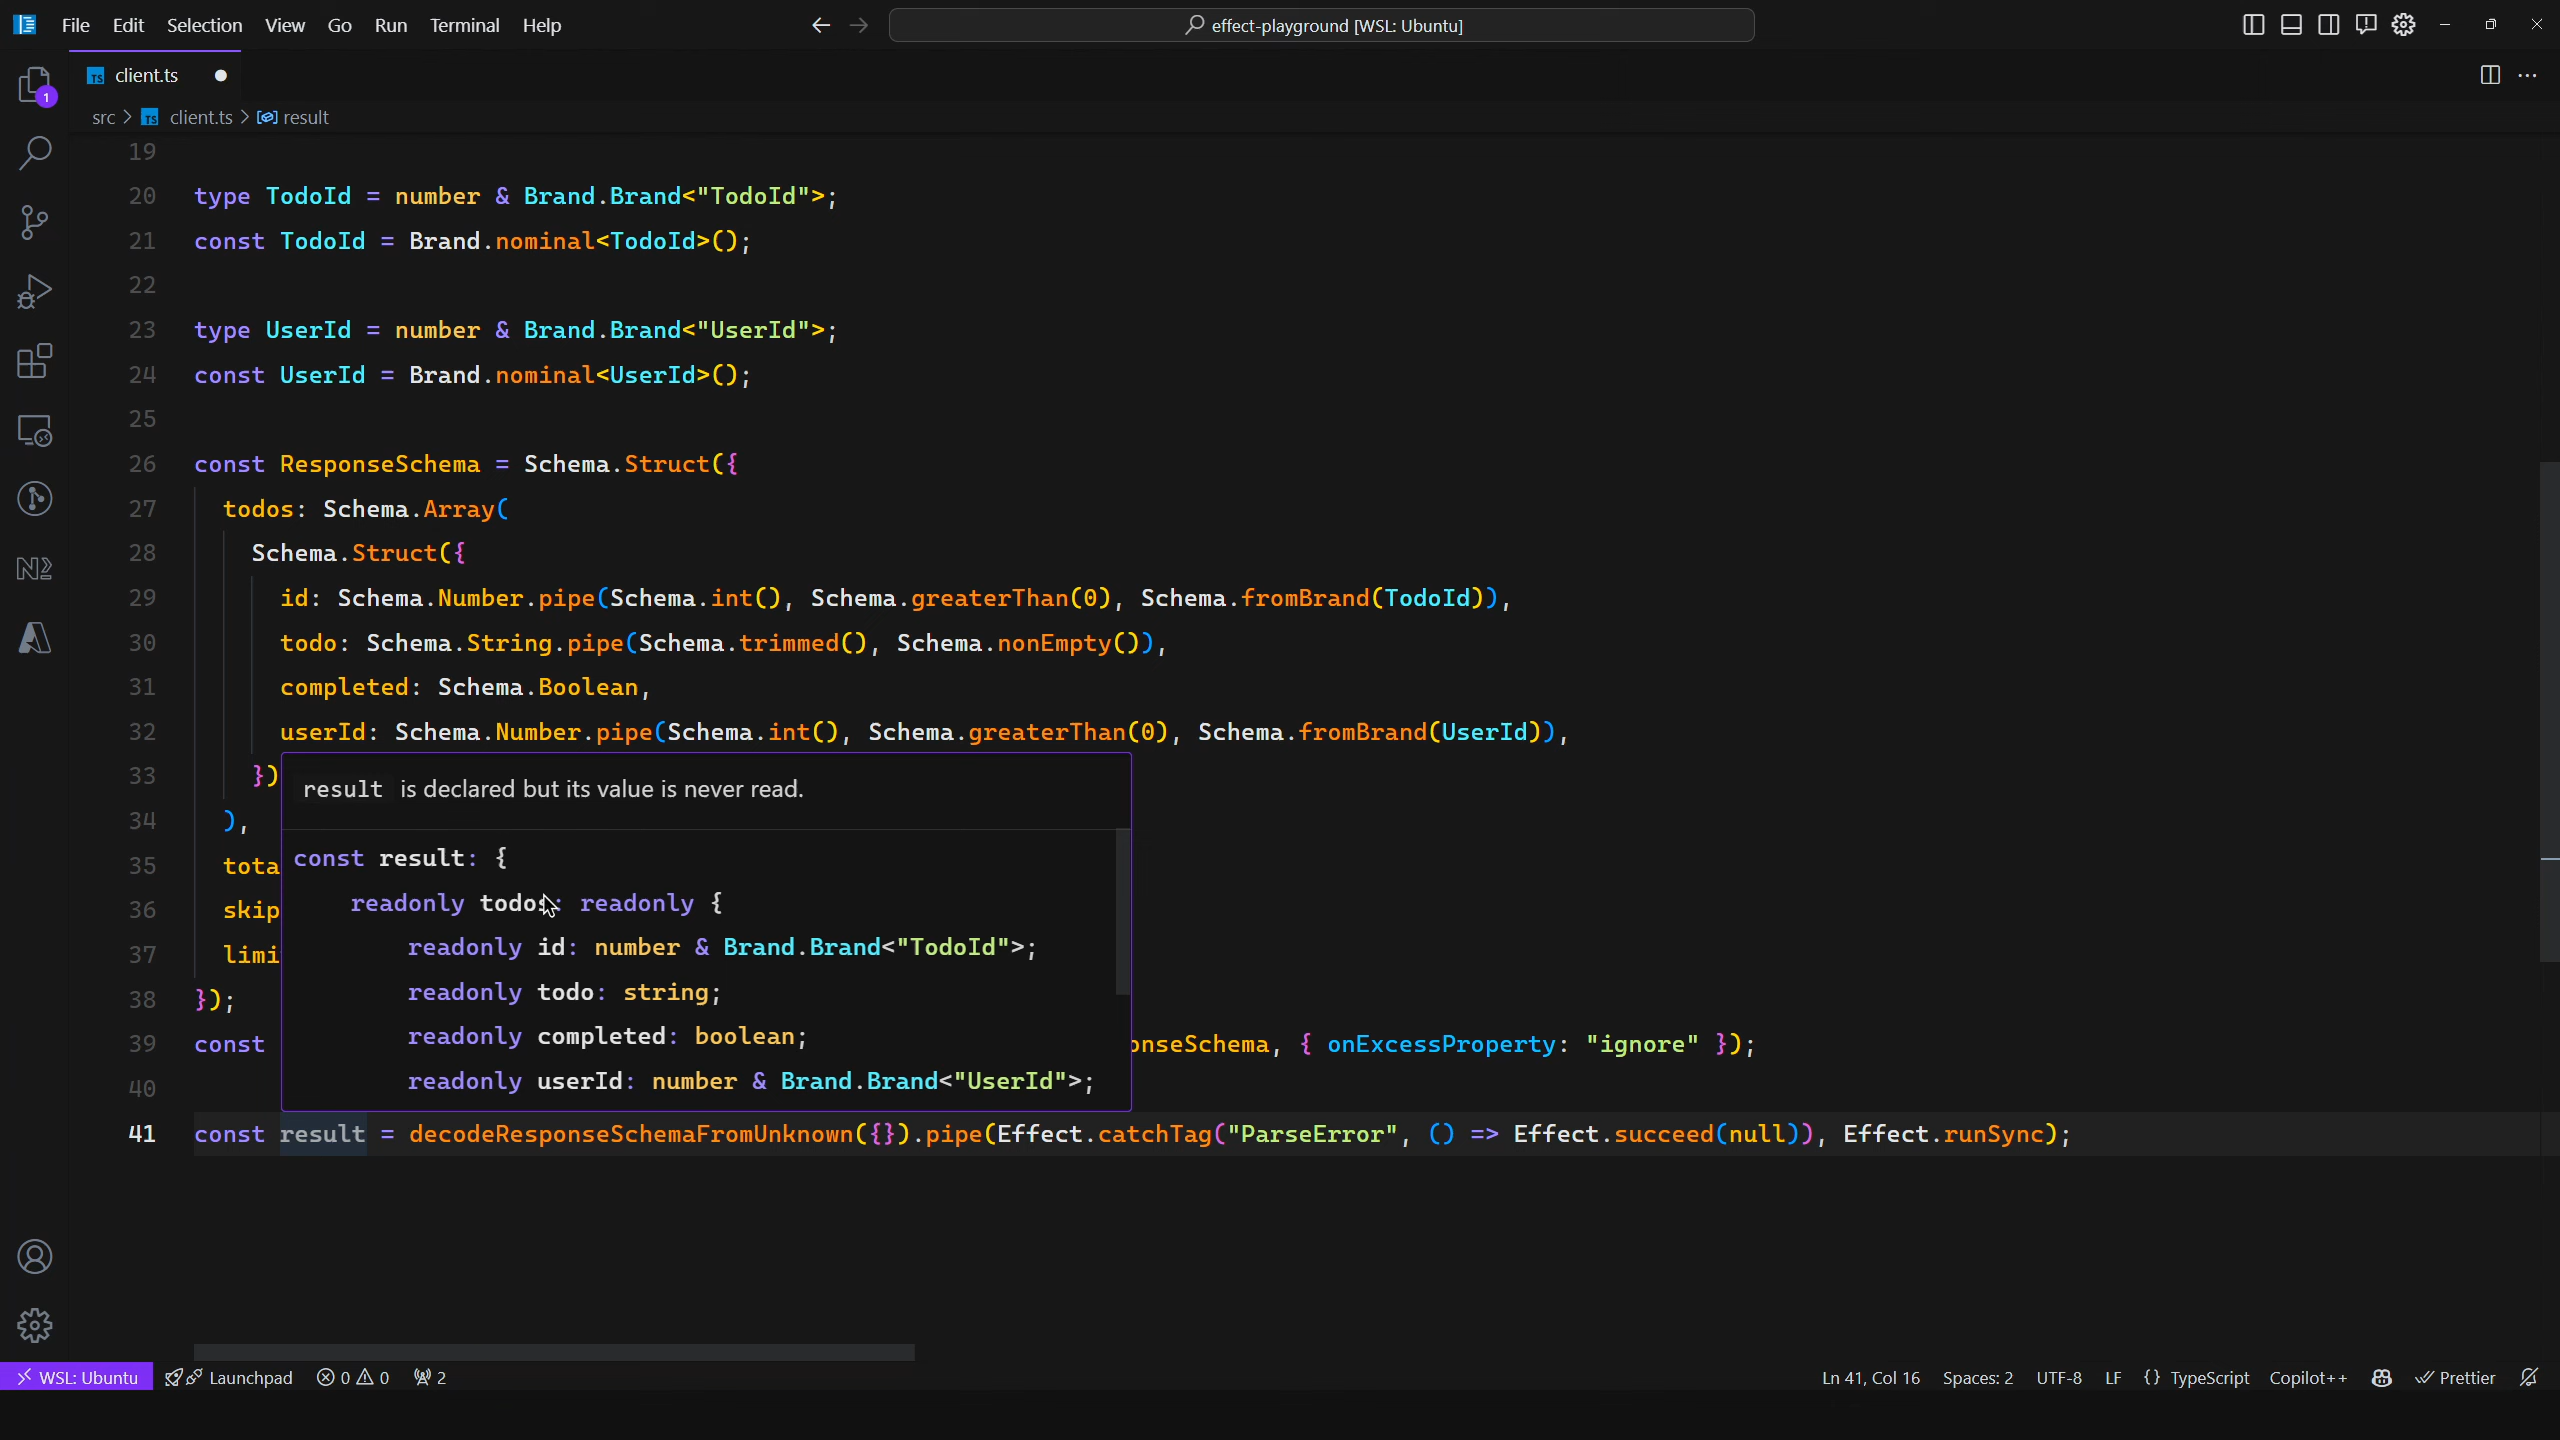 File Edit Selection View Go Run Terminal Help
effect-playground [WSL: Ubuntu]
TS client.ts
1
src > TS client.ts > result
19
20 type TodoId = number & Brand.Brand<"TodoId">;
21 const TodoId = Brand.nominal<TodoId>();
22
23 type UserId = number & Brand.Brand<"UserId">;
24 const UserId = Brand.nominal<UserId>();
25
26 const ResponseSchema = Schema.Struct({
27 todos: Schema.Array(
28 Schema.Struct({
29 id: Schema.Number.pipe(Schema.int(), Schema.greaterThan(0), Schema.fromBrand(TodoId)),
30 todo: Schema.String.pipe(Schema.trimmed(), Schema.nonEmpty()),
31 completed: Schema.Boolean,
32 userId: Schema.Number.pipe(Schema.int(), Schema.greaterThan(0), Schema.fromBrand(UserId)),
33 })
result is declared but its value is never read.
34 ),
const result: {
35 tota
readonly todos: readonly {
36 skip
readonly id: number & Brand.Brand<"TodoId">;
37 limi
readonly todo: string;
38 });
readonly completed: boolean;
39 const onseSchema, { onExcessProperty: "ignore" });
readonly userId: number & Brand.Brand<"UserId">;
40
41 const result = decodeResponseSchemaFromUnknown({}).pipe(Effect.catchTag("ParseError", () => Effect.succeed(null)), Effect.runSync);
WSL: Ubuntu Launchpad 0 0 2 Ln 41, Col 16 Spaces: 2 UTF-8 LF {} TypeScript Copilot++ Prettier